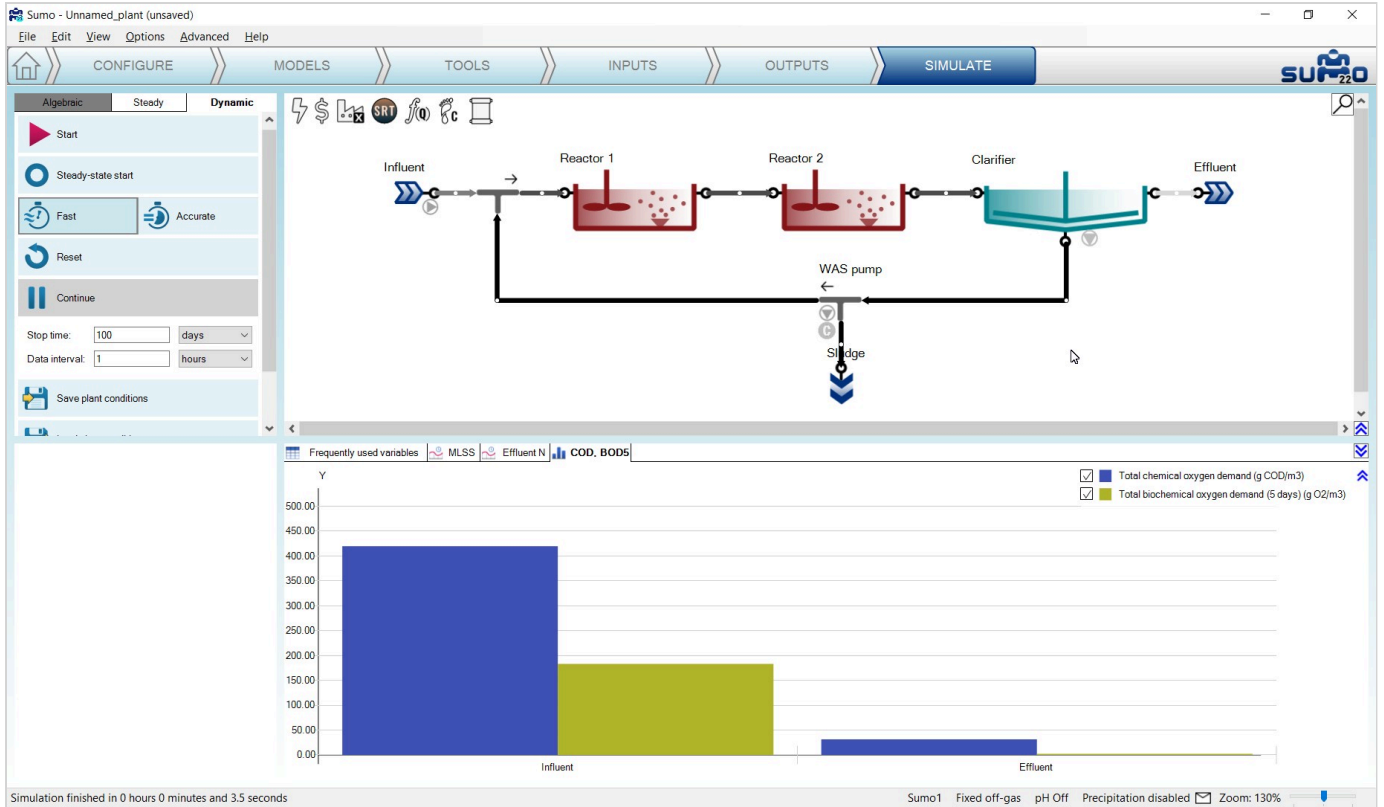 Sumo - Unnamed_plant (unsaved)
File Edit View Options Advanced Help
CONFIGURE MODELS TOOLS INPUTS OUTPUTS SIMULATE
SUMO 22
Algebraic Steady Dynamic
Start
Steady-state start
Fast Accurate
Reset
Continue
Stop time: 100 days
Data interval: 1 hours
Save plant conditions
SRT f(Q) C
Influent Reactor 1 Reactor 2 Clarifier Effluent
WAS pump
C
Sludge
Frequently used variables MLSS Effluent N COD, BOD5
Y
Total chemical oxygen demand (g COD/m3)
Total biochemical oxygen demand (5 days) (g O2/m3)
500.00
450.00
400.00
350.00
300.00
250.00
200.00
150.00
100.00
50.00
0.00
Influent Effluent
Simulation finished in 0 hours 0 minutes and 3.5 seconds Sumo1 Fixed off-gas pH Off Precipitation disabled Zoom: 130%